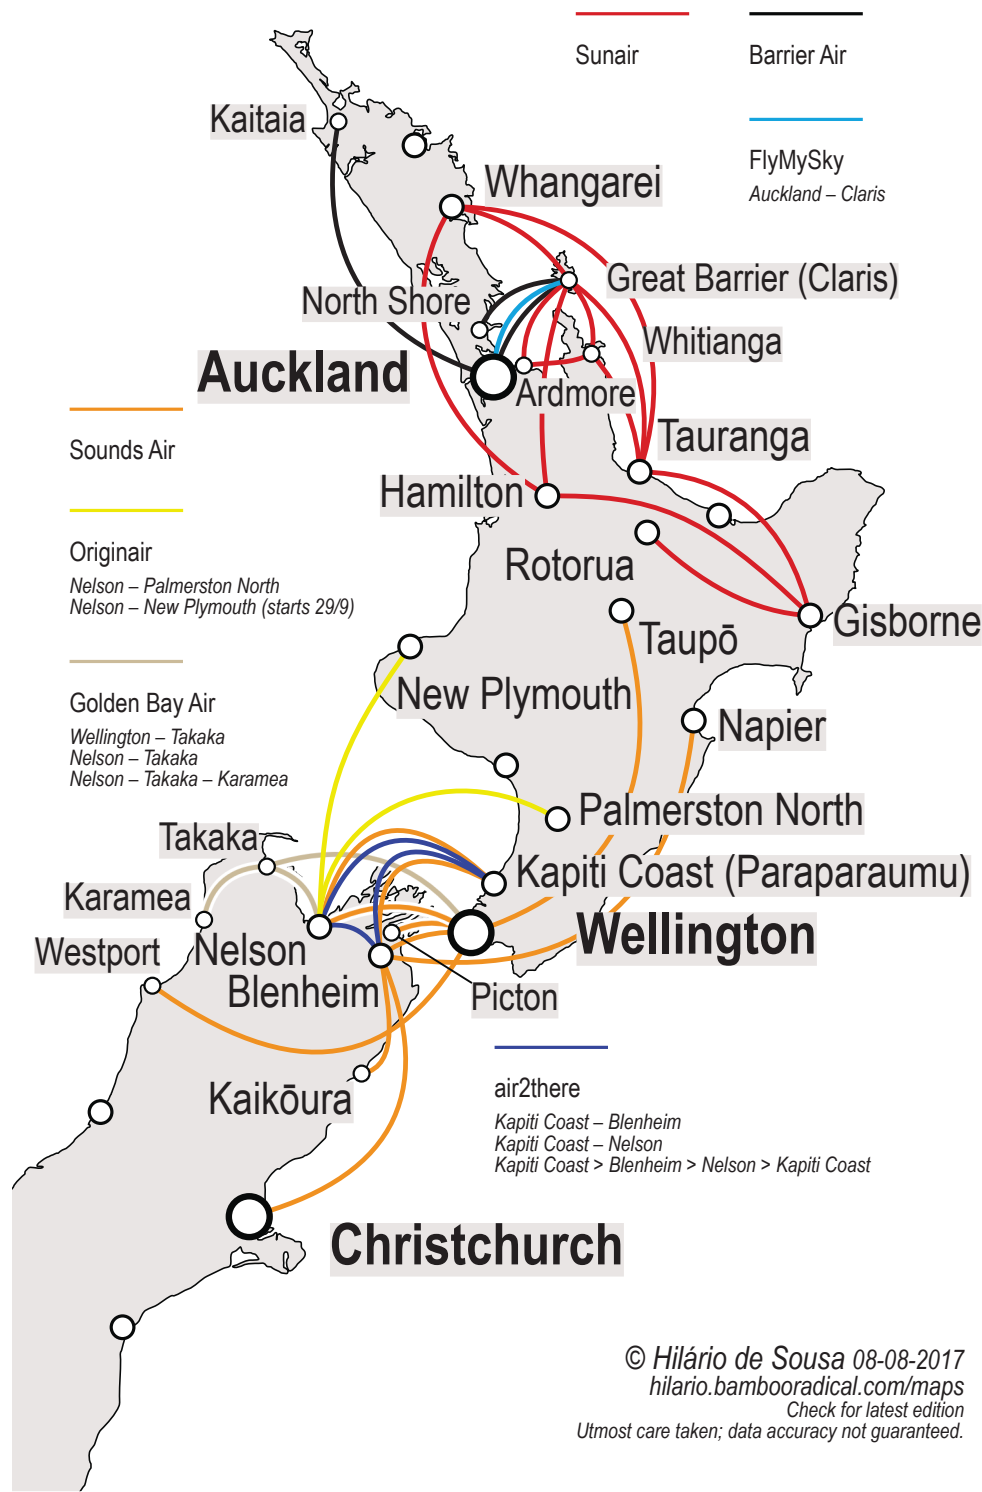 Sunair
Barrier Air
Kaitaia
FlyMySky
Auckland – Claris
Whangarei
Great Barrier (Claris)
North Shore
Whitianga
Auckland
Ardmore
Sounds Air
Tauranga
Hamilton
Originair
Nelson – Palmerston North
Nelson – New Plymouth (starts 29/9)
Rotorua
Gisborne
Taupō
Golden Bay Air
Wellington – Takaka
Nelson – Takaka
Nelson – Takaka – Karamea
New Plymouth
Napier
Palmerston North
Takaka
Kapiti Coast (Paraparaumu)
Karamea
Westport
Nelson
Wellington
Blenheim
Picton
Kaikōura
air2there
Kapiti Coast – Blenheim
Kapiti Coast – Nelson
Kapiti Coast > Blenheim > Nelson > Kapiti Coast
Christchurch
© Hilário de Sousa 08-08-2017
hilario.bambooradical.com/maps
Check for latest edition
Utmost care taken; data accuracy not guaranteed.